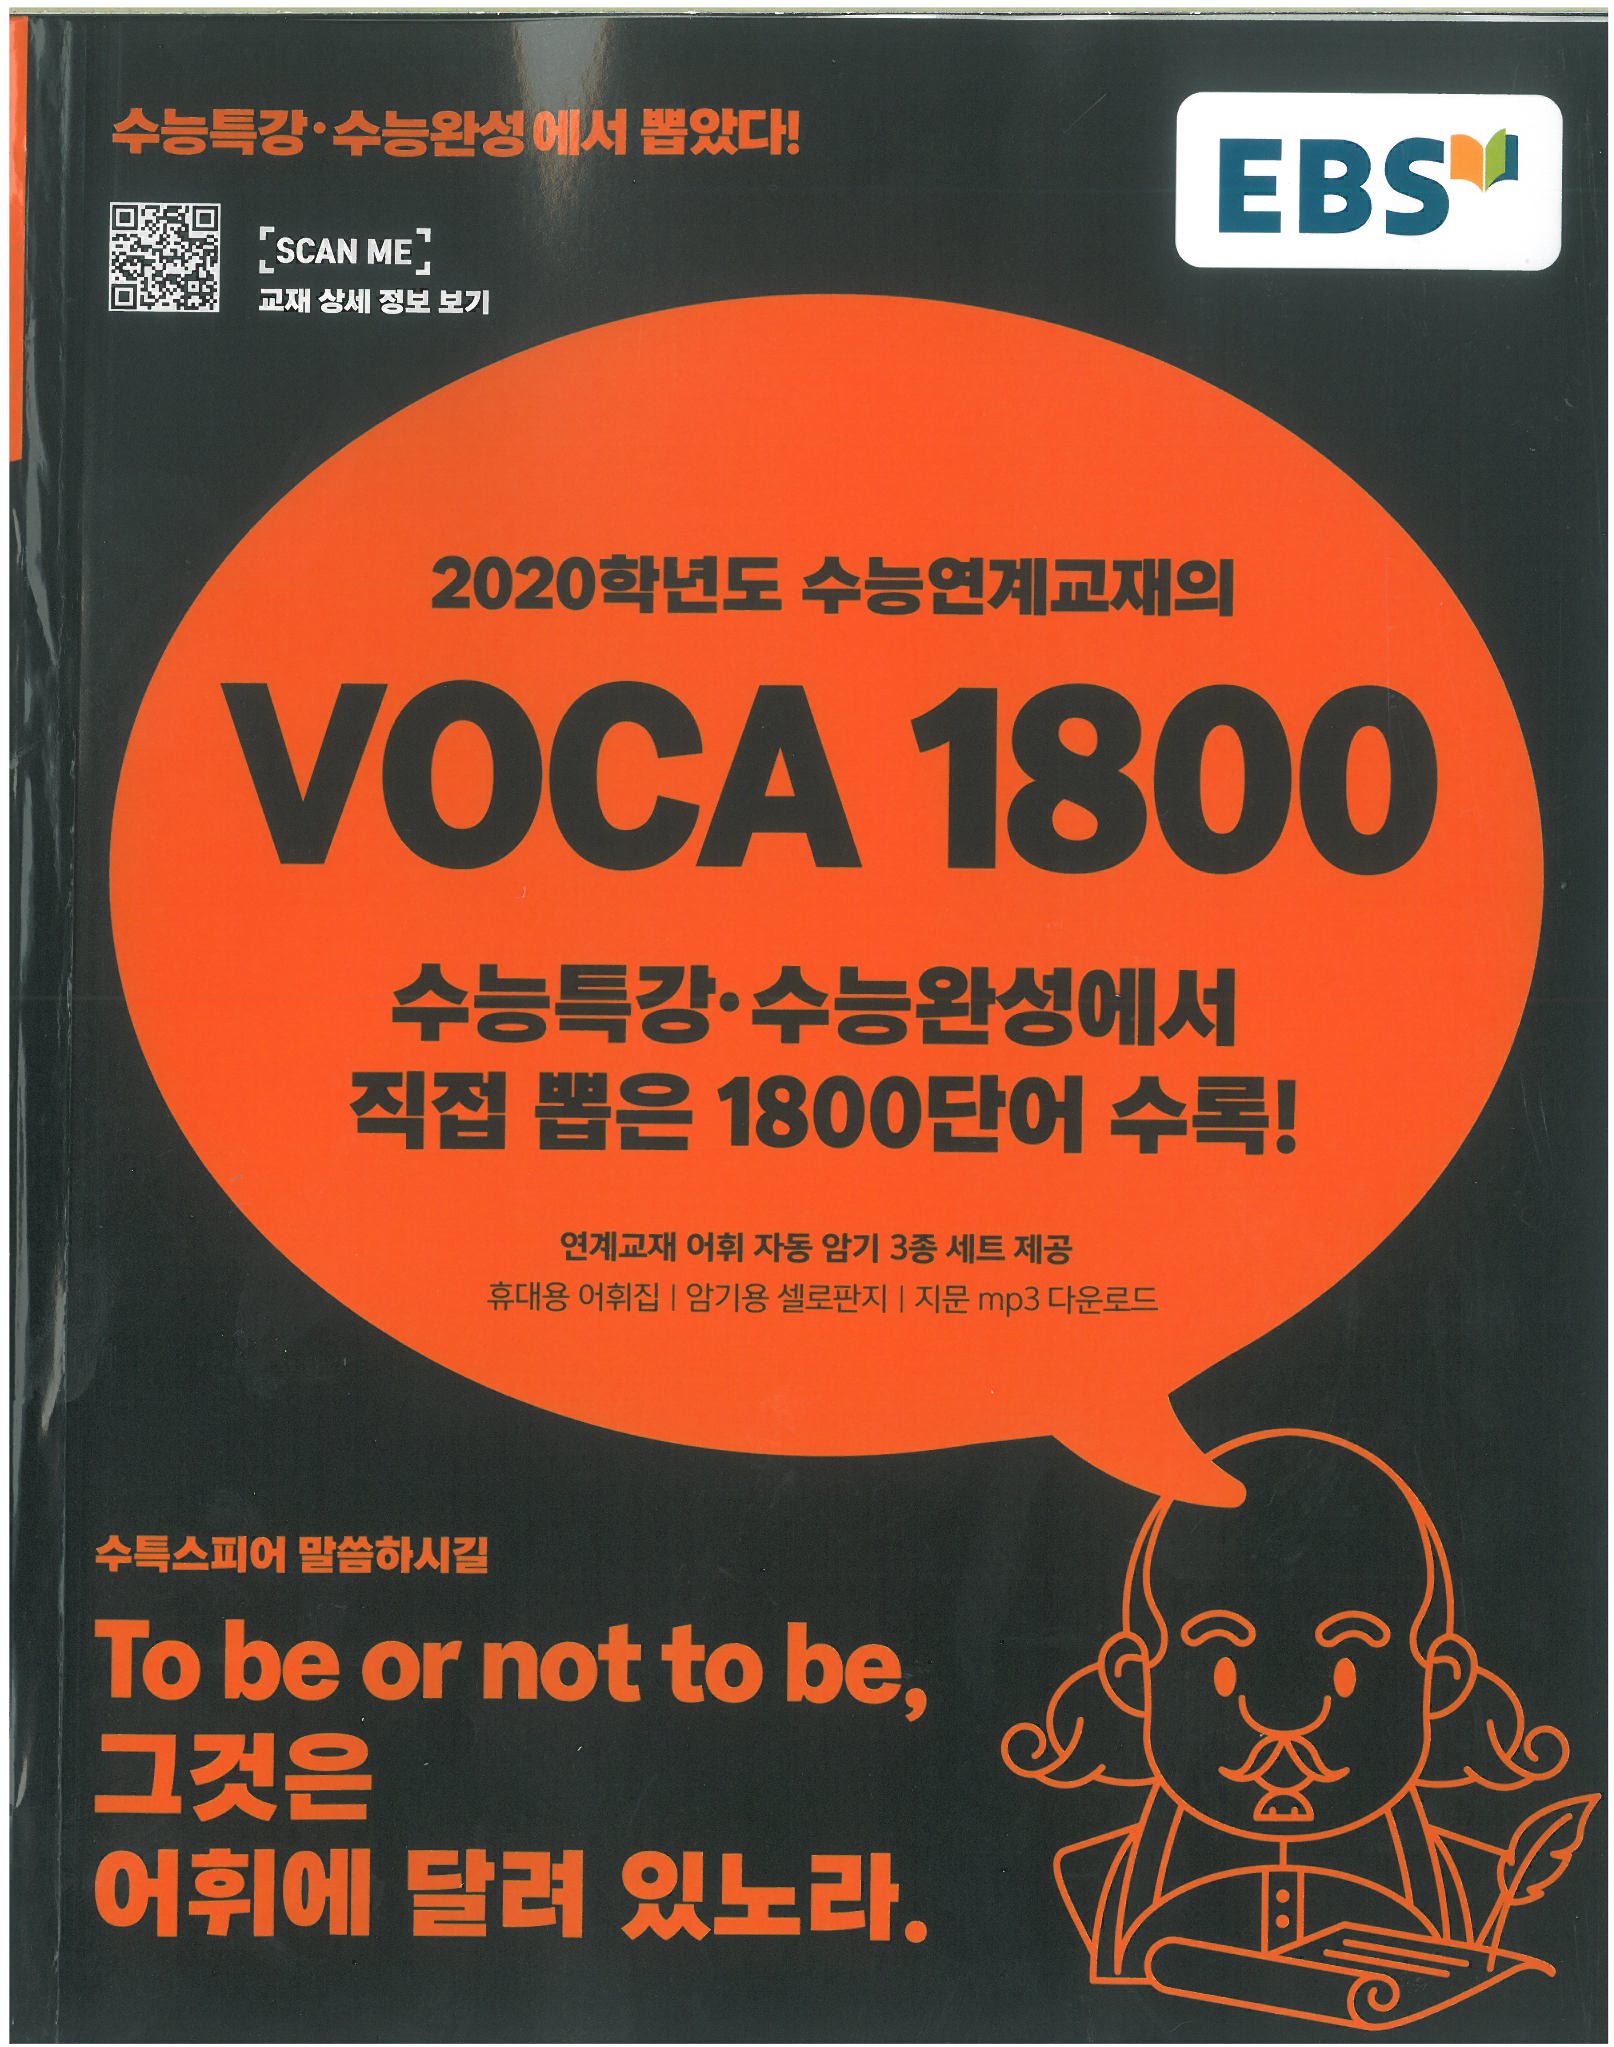 수능특강·수능완성에서 뽑았다!
EBS
SCAN ME
교재 상세 정보 보기
2020학년도 수능연계교재의
VOCA 1800
수능특강·수능완성에서
직접 뽑은 1800단어 수록!
연계교재 어휘 자동 암기 3종 세트 제공
휴대용 어휘집 | 암기용 셀로판지 | 지문 mp3 다운로드
수특스피어 말씀하시길
To be or not to be,
그것은
어휘에 달려 있노라.